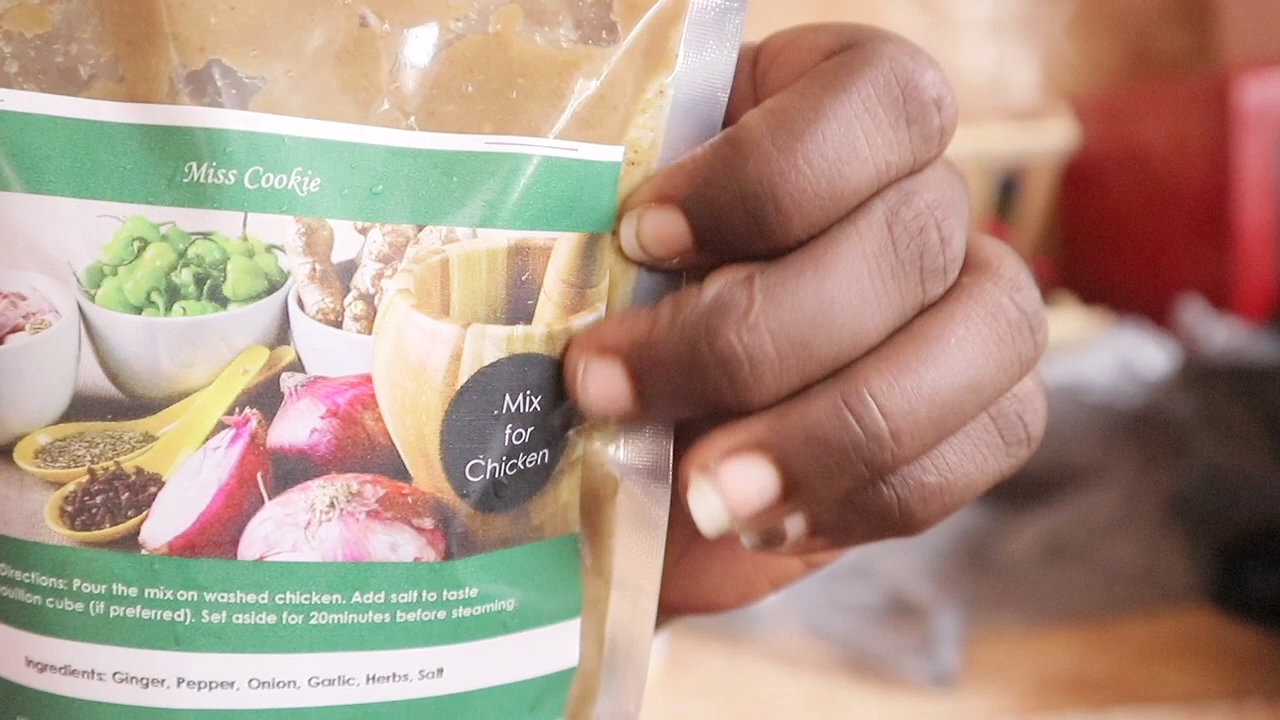 Miss Cookie
Mix
for
Chicken
Directions: Pour the mix on washed chicken. Add salt to taste
cube (if preferred). Set aside for 20minutes before steaming.
Ingredients: Ginger, Pepper, Onion, Garlic, Herbs, Salt